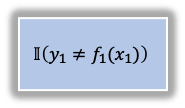 𝕀(y₁ ≠ f₁(x₁))